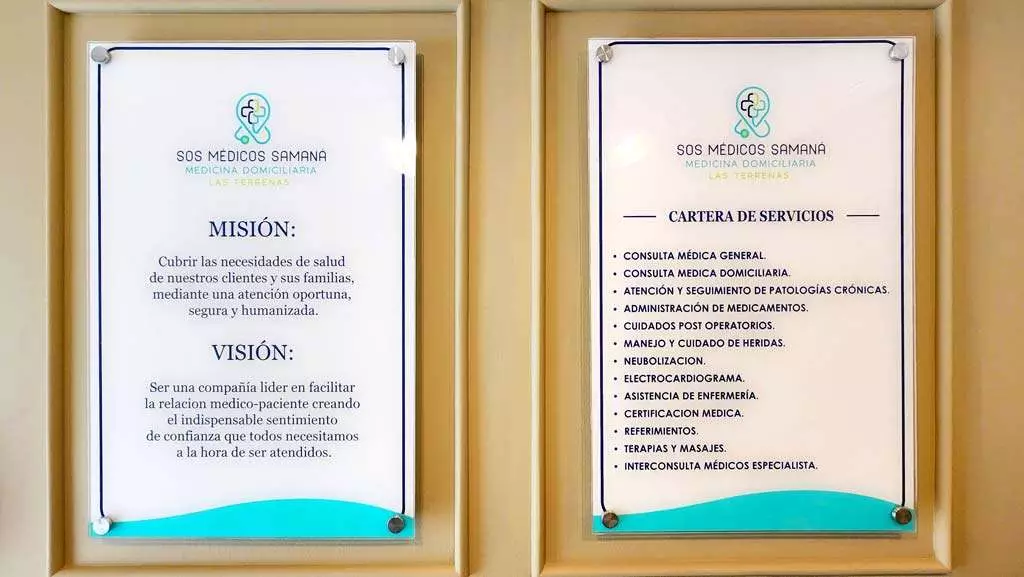 SOS MÉDICOS SAMANÁ
MEDICINA DOMICILIARIA
LAS TERRENAS
MISIÓN:
Cubrir las necesidades de salud
de nuestros clientes y sus familias,
mediante una atención oportuna,
segura y humanizada.
VISIÓN:
Ser una compañía lider en facilitar
la relacion medico-paciente creando
el indispensable sentimiento
de confianza que todos necesitamos
a la hora de ser atendidos.
SOS MÉDICOS SAMANÁ
MEDICINA DOMICILIARIA
LAS TERRENAS
CARTERA DE SERVICIOS
• CONSULTA MÉDICA GENERAL.
• CONSULTA MEDICA DOMICILIARIA.
• ATENCIÓN Y SEGUIMIENTO DE PATOLOGÍAS CRÓNICAS.
• ADMINISTRACIÓN DE MEDICAMENTOS.
• CUIDADOS POST OPERATORIOS.
• MANEJO Y CUIDADO DE HERIDAS.
• NEUBOLIZACION.
• ELECTROCARDIOGRAMA.
• ASISTENCIA DE ENFERMERÍA.
• CERTIFICACION MEDICA.
• REFERIMIENTOS.
• TERAPIAS Y MASAJES.
• INTERCONSULTA MÉDICOS ESPECIALISTA.